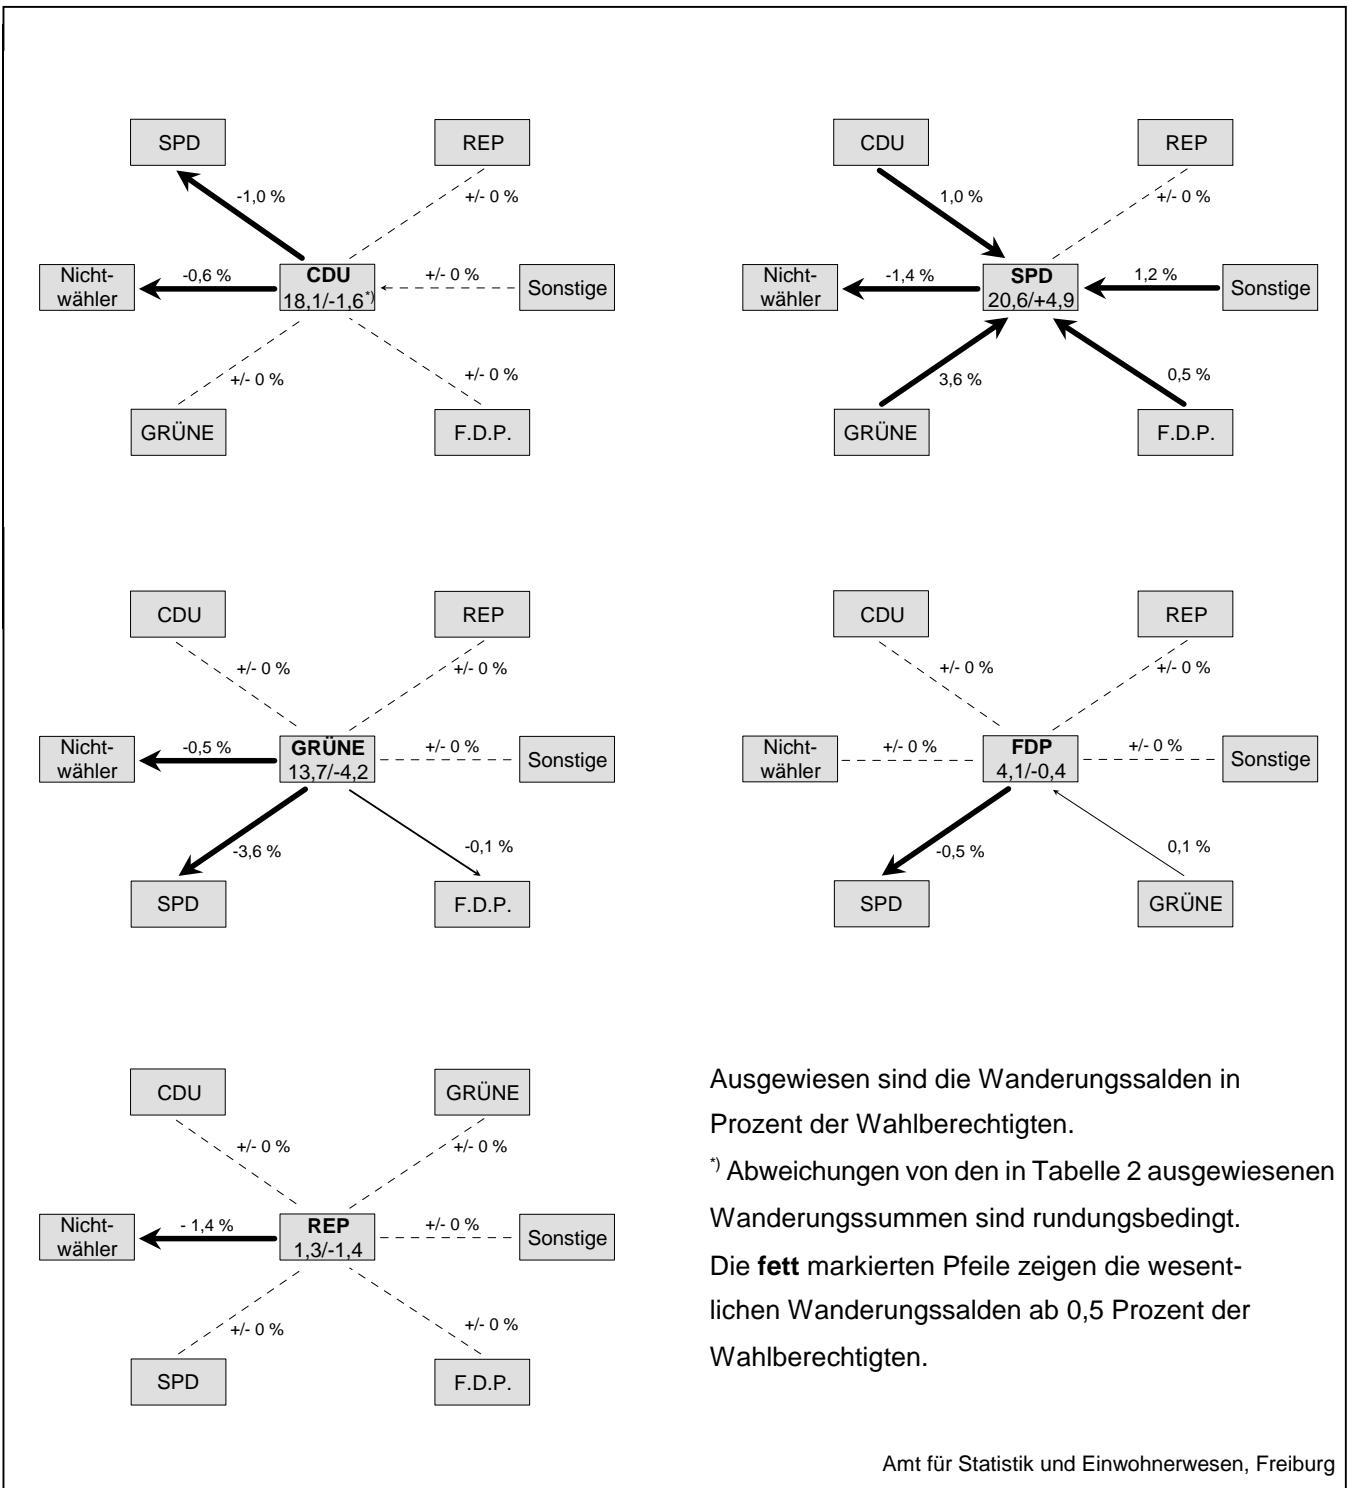 SPD
REP
-1,0 %
+/- 0 %
Nicht-
wähler
-0,6 %
CDU
18,1/-1,6*)
+/- 0 %
Sonstige
+/- 0 %
+/- 0 %
GRÜNE
F.D.P.
CDU
REP
1,0 %
+/- 0 %
Nicht-
wähler
-1,4 %
SPD
20,6/+4,9
1,2 %
Sonstige
3,6 %
0,5 %
GRÜNE
F.D.P.
CDU
REP
+/- 0 %
+/- 0 %
Nicht-
wähler
-0,5 %
GRÜNE
13,7/-4,2
+/- 0 %
Sonstige
-3,6 %
-0,1 %
SPD
F.D.P.
CDU
REP
+/- 0 %
+/- 0 %
Nicht-
wähler
+/- 0 %
FDP
4,1/-0,4
+/- 0 %
Sonstige
-0,5 %
0,1 %
SPD
GRÜNE
CDU
GRÜNE
+/- 0 %
+/- 0 %
Nicht-
wähler
- 1,4 %
REP
1,3/-1,4
+/- 0 %
Sonstige
+/- 0 %
+/- 0 %
SPD
F.D.P.
Ausgewiesen sind die Wanderungssalden in
Prozent der Wahlberechtigten.
*) Abweichungen von den in Tabelle 2 ausgewiesenen
Wanderungssummen sind rundungsbedingt.
Die fett markierten Pfeile zeigen die wesent-
lichen Wanderungssalden ab 0,5 Prozent der
Wahlberechtigten.
Amt für Statistik und Einwohnerwesen, Freiburg